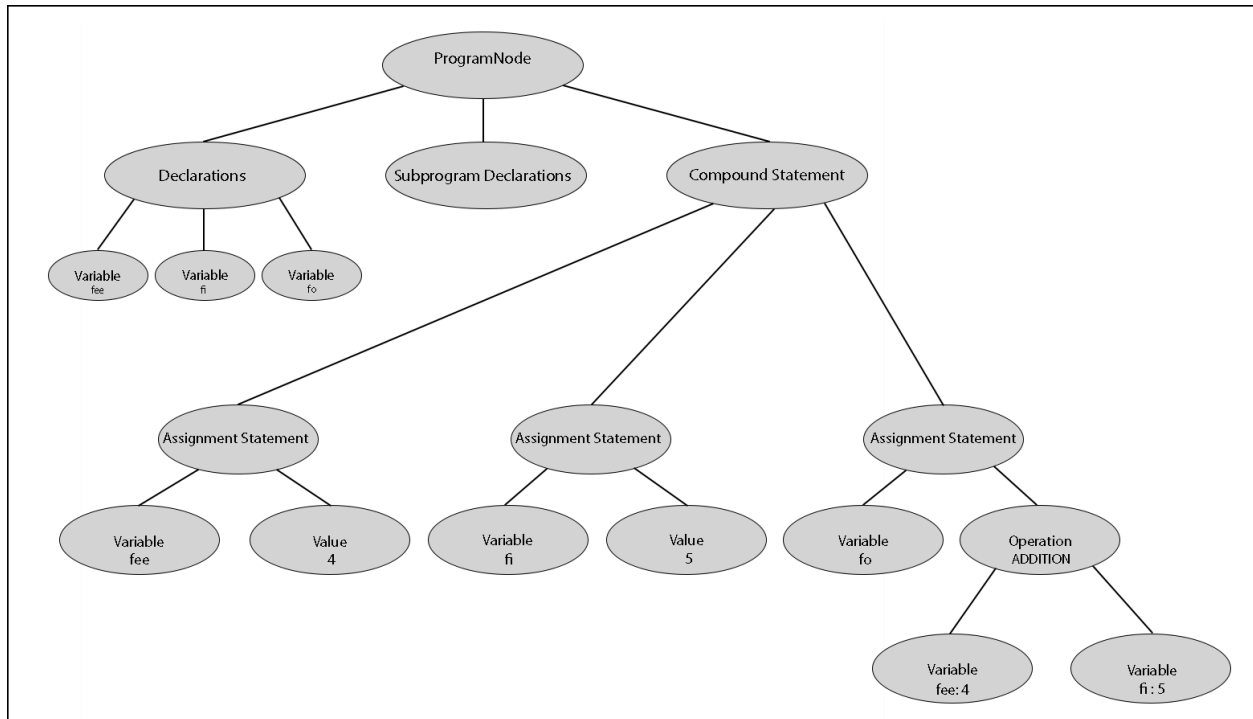 ProgramNode
Declarations
Subprogram Declarations
Compound Statement
Variable
fee
Variable
fi
Variable
fo
Assignment Statement
Assignment Statement
Assignment Statement
Variable
fee
Value
4
Variable
fi
Value
5
Variable
fo
Operation
ADDITION
Variable
fee: 4
Variable
fi : 5